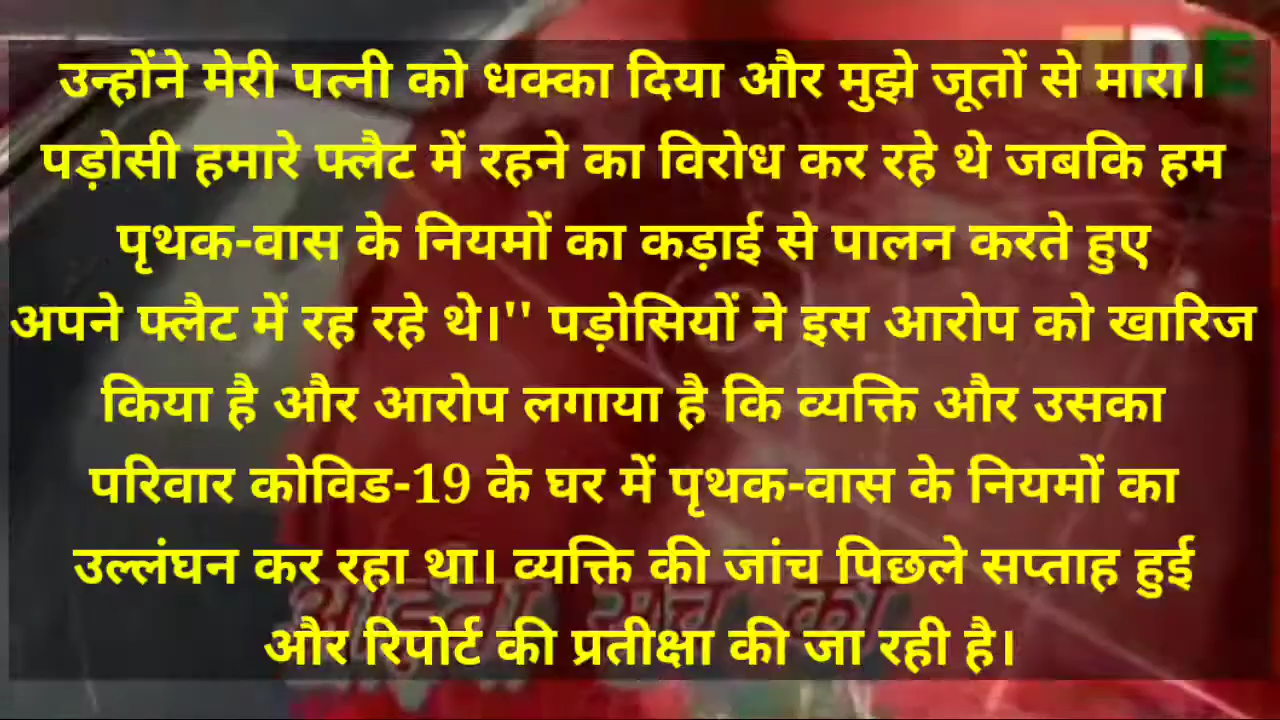 TBE
उन्होंने मेरी पत्नी को धक्का दिया और मुझे जूतों से मारा।
पड़ोसी हमारे फ्लैट में रहने का विरोध कर रहे थे जबकि हम
पृथक-वास के नियमों का कड़ाई से पालन करते हुए
अपने फ्लैट में रह रहे थे।'' पड़ोसियों ने इस आरोप को खारिज
किया है और आरोप लगाया है कि व्यक्ति और उसका
परिवार कोविड-19 के घर में पृथक-वास के नियमों का
उल्लंघन कर रहा था। व्यक्ति की जांच पिछले सप्ताह हुई
और रिपोर्ट की प्रतीक्षा की जा रही है।